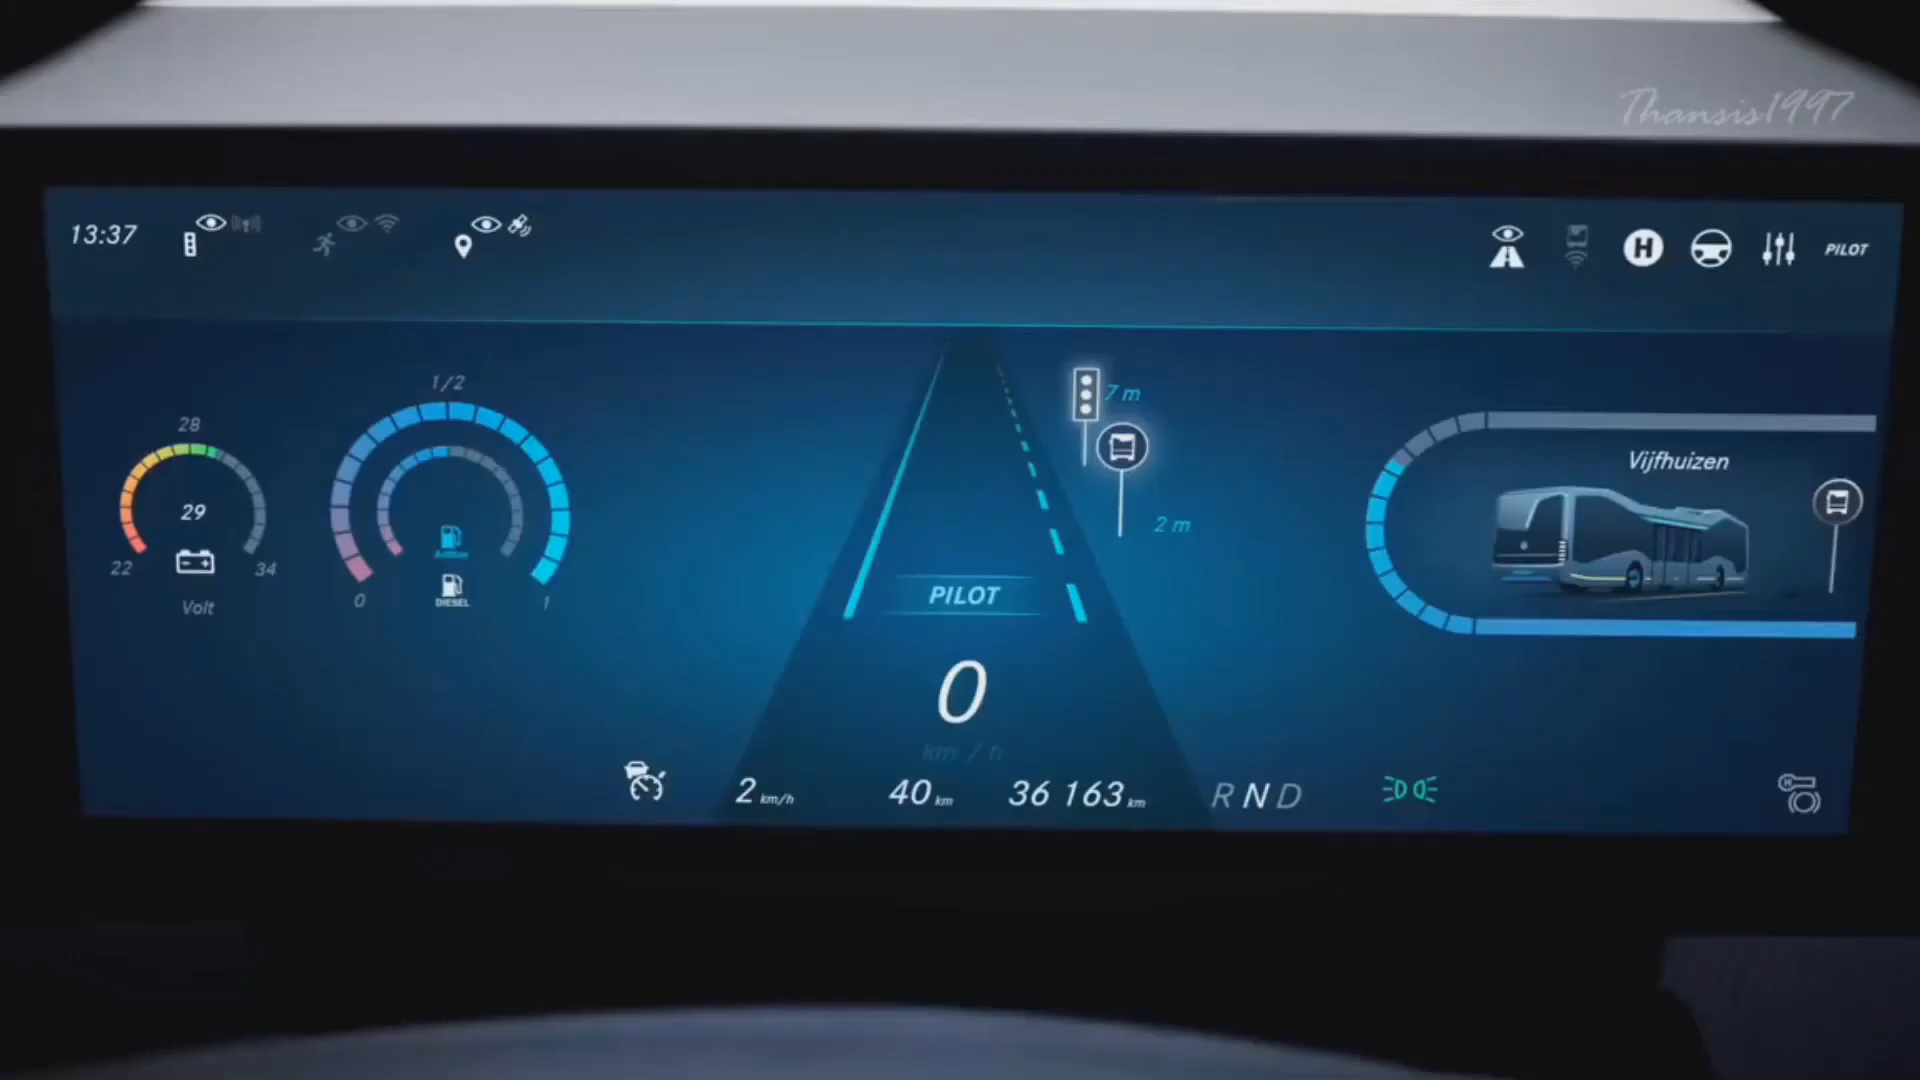 Thansis1997
13:37
H
PILOT
1/2
28
7 m
Vijfhuizen
29
2 m
22
34
AdBlue
DIESEL
Volt
0
1
PILOT
0
km / h
2 km/h
40 km
36 163 km
R N D